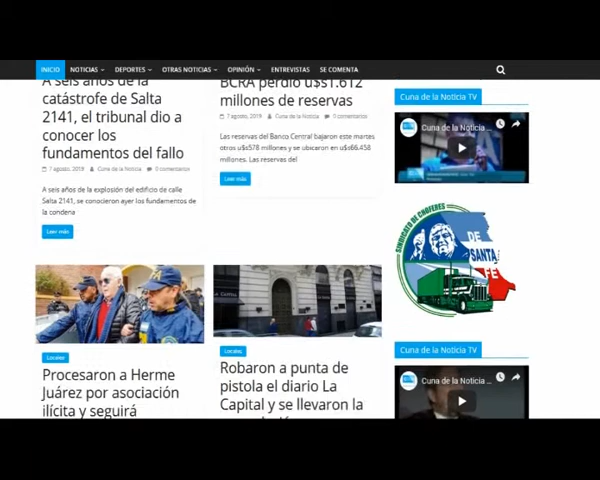 INICIO NOTICIAS DEPORTES OTRAS NOTICIAS OPINIÓN ENTREVISTAS SE COMENTA
A seis años de la
catástrofe de Salta
2141, el tribunal dio a
conocer los
fundamentos del fallo
7 agosto, 2019 Cuna de la Noticia 0 comentarios
A seis años de la explosión del edificio de calle
Salta 2141, se conocieron ayer los fundamentos de
la condena
Leer más
BCRA perdió u$s1.612
millones de reservas
7 agosto, 2019 Cuna de la Noticia 0 comentarios
Las reservas del Banco Central bajaron este martes
otros u$s578 millones y se ubicaron en u$s66.458
millones. Las reservas del
Leer más
Cuna de la Noticia TV
Cuna de la Noticia ...
SINDICATO DE CHOFERES
DE
SANTA
FE
Locales
Procesaron a Herme
Juárez por asociación
ilícita y seguirá
Locales
Robaron a punta de
pistola el diario La
Capital y se llevaron la
Cuna de la Noticia TV
Cuna de la Noticia ...